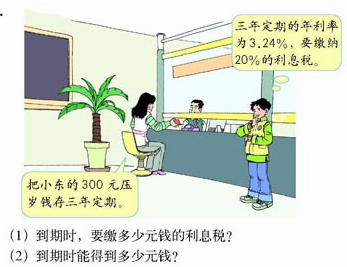 三年定期的年利率
为3.24%，要缴纳
20%的利息税。
把小东的300 元压
岁钱存三年定期。
(1) 到期时，要缴多少元钱的利息税？
(2) 到期时能得到多少元钱？